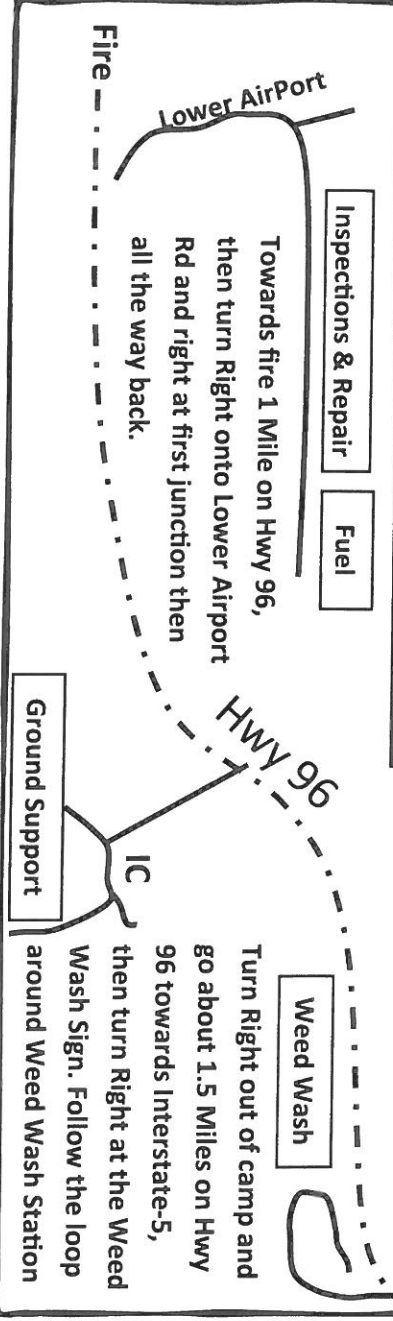 Fire
Lower AirPort
Inspections & Repair
Fuel
Towards fire 1 Mile on Hwy 96,
then turn Right onto Lower Airport
Rd and right at first junction then
all the way back.
Hwy 96
IC
Ground Support
Weed Wash
Turn Right out of camp and
go about 1.5 Miles on Hwy
96 towards Interstate-5,
then turn Right at the Weed
Wash Sign. Follow the loop
around Weed Wash Station